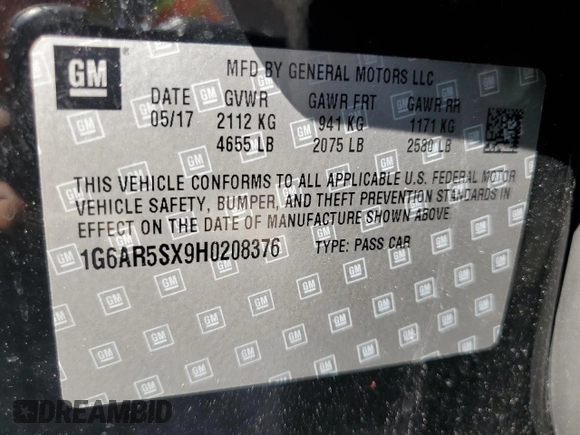 GM
MFD BY GENERAL MOTORS LLC
DATE GVWR GAWR FRT GAWR RR
05/17 2112 KG 941 KG 1171 KG
4655 LB 2075 LB 2580 LB
THIS VEHICLE CONFORMS TO ALL APPLICABLE U.S. FEDERAL MOTOR
VEHICLE SAFETY, BUMPER, AND THEFT PREVENTION STANDARDS IN
EFFECT ON THE DATE OF MANUFACTURE SHOWN ABOVE.
1G6AR5SX9H0208376 TYPE: PASS CAR
DREAMBID